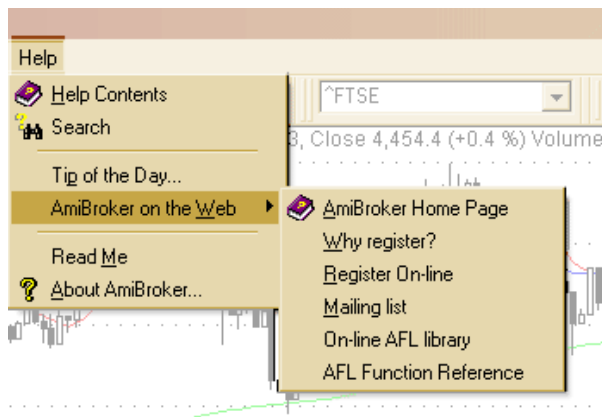 Help
Help Contents
^FTSE
Search
3, Close 4,454.4 (+0.4 %) Volume
Tip of the Day...
AmiBroker on the Web
AmiBroker Home Page
Why register?
Read Me
Register On-line
About AmiBroker...
Mailing list
On-line AFL library
AFL Function Reference